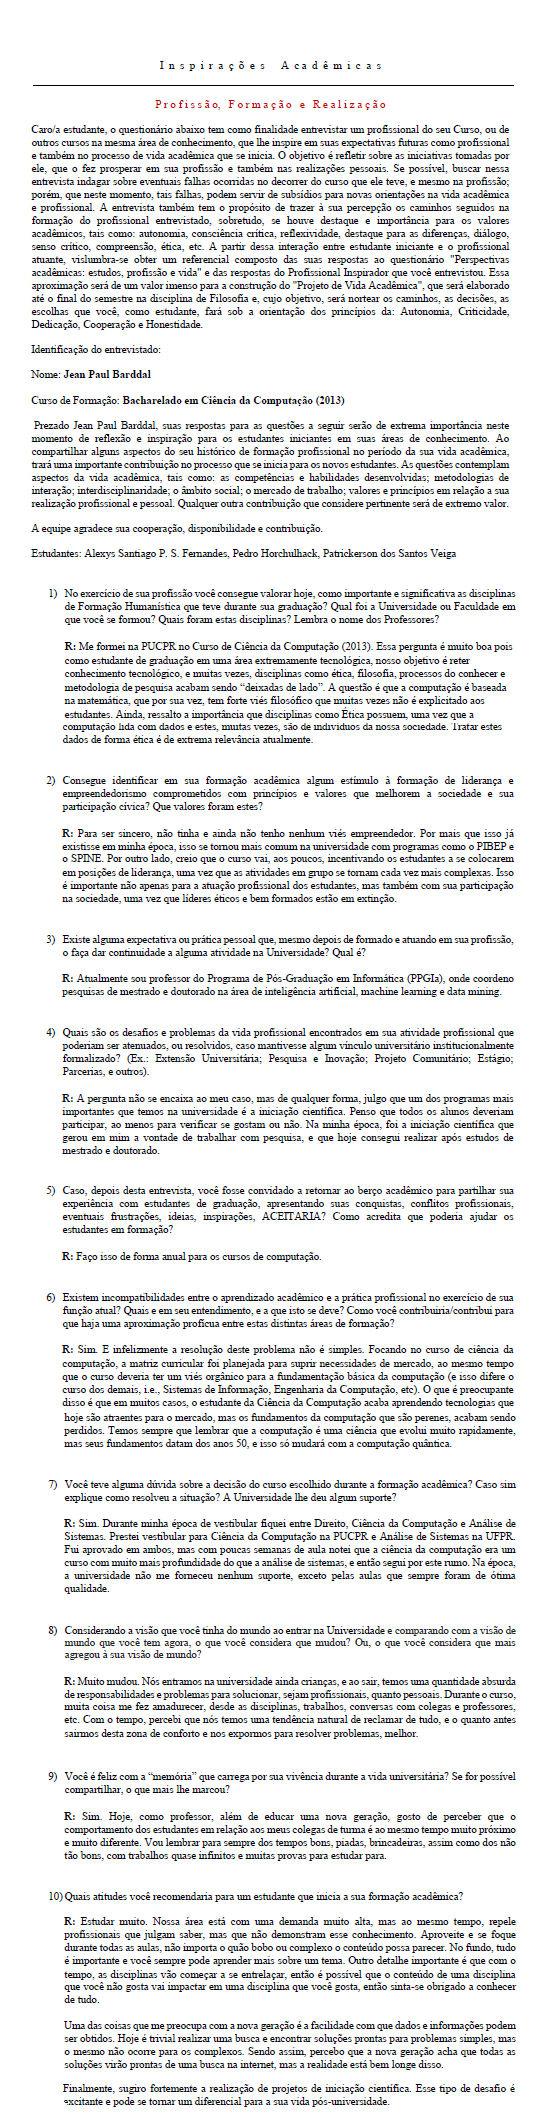 Inspirações Acadêmicas
Profissão, Formação e Realização
Caro/a estudante, o questionário abaixo tem como finalidade entrevistar um profissional do seu Curso, ou de
outros cursos na mesma área de conhecimento, que lhe inspire em suas expectativas futuras como profissional
e também no processo de vida acadêmica que se inicia. O objetivo é refletir sobre as iniciativas tomadas por
ele, que o fez prosperar em sua profissão e também nas realizações pessoais. Se possível, buscar nessa
entrevista indagar sobre eventuais falhas ocorridas no decorrer do curso que ele teve, e mesmo na profissão;
porém, que neste momento, tais falhas, podem servir de subsídios para novas orientações na vida acadêmica
e profissional. A entrevista também tem o propósito de trazer à sua percepção os caminhos seguidos na
formação do profissional entrevistado, sobretudo, se houve destaque e importância para os valores
acadêmicos, tais como: autonomia, consciência crítica, reflexividade, destaque para as diferenças, diálogo,
senso crítico, compreensão, ética, etc. A partir dessa interação entre estudante iniciante e o profissional
atuante, vislumbra-se obter um referencial composto das suas respostas ao questionário "Perspectivas
acadêmicas: estudos, profissão e vida" e das respostas do Profissional Inspirador que você entrevistou. Essa
aproximação será de um valor imenso para a construção do "Projeto de Vida Acadêmica", que será elaborado
até o final do semestre na disciplina de Filosofia e, cujo objetivo, será nortear os caminhos, as decisões, as
escolhas que você, como estudante, fará sob a orientação dos princípios da: Autonomia, Criticidade,
Dedicação, Cooperação e Honestidade.
Identificação do entrevistado:
Nome: Jean Paul Barddal
Curso de Formação: Bacharelado em Ciência da Computação (2013)
Prezado Jean Paul Barddal, suas respostas para as questões a seguir serão de extrema importância neste
momento de reflexão e inspiração para os estudantes iniciantes em suas áreas de conhecimento. Ao
compartilhar alguns aspectos do seu histórico de formação profissional no período da sua vida acadêmica,
trará uma importante contribuição no processo que se inicia para os novos estudantes. As questões contemplam
aspectos da vida acadêmica, tais como: as competências e habilidades desenvolvidas; metodologias de
interação; interdisciplinaridade; o âmbito social; o mercado de trabalho; valores e princípios em relação a sua
realização profissional e pessoal. Qualquer outra contribuição que considere pertinente será de extremo valor.
A equipe agradece sua cooperação, disponibilidade e contribuição.
Estudantes: Alexys Santiago P. S. Fernandes, Pedro Horchulhack, Patrickerson dos Santos Veiga
1) No exercício de sua profissão você consegue valorar hoje, como importante e significativa as disciplinas
de Formação Humanística que teve durante sua graduação? Qual foi a Universidade ou Faculdade em
que você se formou? Quais foram estas disciplinas? Lembra o nome dos Professores?
R: Me formei na PUCPR no Curso de Ciência da Computação (2013). Essa pergunta é muito boa pois
como estudante de graduação em uma área extremamente tecnológica, nosso objetivo é reter
conhecimento tecnológico, e muitas vezes, disciplinas como ética, filosofia, processos do conhecer e
metodologia de pesquisa acabam sendo “deixadas de lado”. A questão é que a computação é baseada
na matemática, que por sua vez, tem forte viés filosófico que muitas vezes não é explicitado aos
estudantes. Ainda, ressalto a importância que disciplinas como Ética possuem, uma vez que a
computação lida com dados e estes, muitas vezes, são de indivíduos da nossa sociedade. Tratar estes
dados de forma ética é de extrema relevância atualmente.
2) Consegue identificar em sua formação acadêmica algum estímulo à formação de liderança e
empreendedorismo comprometidos com princípios e valores que melhorem a sociedade e sua
participação cívica? Que valores foram estes?
R: Para ser sincero, não tinha e ainda não tenho nenhum viés empreendedor. Por mais que isso já
existisse em minha época, isso se tornou mais comum na universidade com programas como o PIBEP e
o SPINE. Por outro lado, creio que o curso vai, aos poucos, incentivando os estudantes a se colocarem
em posições de liderança, uma vez que as atividades em grupo se tornam cada vez mais complexas. Isso
é importante não apenas para a atuação profissional dos estudantes, mas também com sua participação
na sociedade, uma vez que líderes éticos e bem formados estão em extinção.
3) Existe alguma expectativa ou prática pessoal que, mesmo depois de formado e atuando em sua profissão,
o faça dar continuidade a alguma atividade na Universidade? Qual é?
R: Atualmente sou professor do Programa de Pós-Graduação em Informática (PPGIa), onde coordeno
pesquisas de mestrado e doutorado na área de inteligência artificial, machine learning e data mining.
4) Quais são os desafios e problemas da vida profissional encontrados em sua atividade profissional que
poderiam ser atenuados, ou resolvidos, caso mantivesse algum vínculo universitário institucionalmente
formalizado? (Ex.: Extensão Universitária; Pesquisa e Inovação; Projeto Comunitário; Estágio;
Parcerias, e outros).
R: A pergunta não se encaixa ao meu caso, mas de qualquer forma, julgo que um dos programas mais
importantes que temos na universidade é a iniciação científica. Penso que todos os alunos deveriam
participar, ao menos para verificar se gostam ou não. Na minha época, foi a iniciação científica que
gerou em mim a vontade de trabalhar com pesquisa, e que hoje consegui realizar após estudos de
mestrado e doutorado.
5) Caso, depois desta entrevista, você fosse convidado a retornar ao berço acadêmico para partilhar sua
experiência com estudantes de graduação, apresentando suas conquistas, conflitos profissionais,
eventuais frustrações, ideias, inspirações, ACEITARIA? Como acredita que poderia ajudar os
estudantes em formação?
R: Faço isso de forma anual para os cursos de computação.
6) Existem incompatibilidades entre o aprendizado acadêmico e a prática profissional no exercício de sua
função atual? Quais e em seu entendimento, e a que isto se deve? Como você contribuiria/contribui para
que haja uma aproximação profícua entre estas distintas áreas de formação?
R: Sim. E infelizmente a resolução deste problema não é simples. Focando no curso de ciência da
computação, a matriz curricular foi planejada para suprir necessidades de mercado, ao mesmo tempo
que o curso deveria ter um viés orgânico para a fundamentação básica da computação (e isso difere o
curso dos demais, i.e., Sistemas de Informação, Engenharia da Computação, etc). O que é preocupante
disso é que em muitos casos, o estudante da Ciência da Computação acaba aprendendo tecnologias que
hoje são atraentes para o mercado, mas os fundamentos da computação que são perenes, acabam sendo
perdidos. Temos sempre que lembrar que a computação é uma ciência que evolui muito rapidamente,
mas seus fundamentos datam dos anos 50, e isso só mudará com a computação quântica.
7) Você teve alguma dúvida sobre a decisão do curso escolhido durante a formação acadêmica? Caso sim
explique como resolveu a situação? A Universidade lhe deu algum suporte?
R: Sim. Durante minha época de vestibular fiquei entre Direito, Ciência da Computação e Análise de
Sistemas. Prestei vestibular para Ciência da Computação na PUCPR e Análise de Sistemas na UFPR.
Fui aprovado em ambos, mas com poucas semanas de aula notei que a ciência da computação era um
curso com muito mais profundidade do que a análise de sistemas, e então segui por este rumo. Na época,
a universidade não me forneceu nenhum suporte, exceto pelas aulas que sempre foram de ótima
qualidade.
8) Considerando a visão que você tinha do mundo ao entrar na Universidade e comparando com a visão de
mundo que você tem agora, o que você considera que mudou? Ou, o que você considera que mais
agregou à sua visão de mundo?
R: Muito mudou. Nós entramos na universidade ainda crianças, e ao sair, temos uma quantidade absurda
de responsabilidades e problemas para solucionar, sejam profissionais, quanto pessoais. Durante o curso,
muita coisa me fez amadurecer, desde as disciplinas, trabalhos, conversas com colegas e professores,
etc. Com o tempo, percebi que nós temos uma tendência natural de reclamar de tudo, e o quanto antes
sairmos desta zona de conforto e nos expormos para resolver problemas, melhor.
9) Você é feliz com a “memória” que carrega por sua vivência durante a vida universitária? Se for possível
compartilhar, o que mais lhe marcou?
R: Sim. Hoje, como professor, além de educar uma nova geração, gosto de perceber que o
comportamento dos estudantes em relação aos meus colegas de turma é ao mesmo tempo muito próximo
e muito diferente. Vou lembrar para sempre dos tempos bons, piadas, brincadeiras, assim como dos não
tão bons, com trabalhos quase infinitos e muitas provas para estudar para.
10) Quais atitudes você recomendaria para um estudante que inicia a sua formação acadêmica?
R: Estudar muito. Nossa área está com uma demanda muito alta, mas ao mesmo tempo, repele
profissionais que julgam saber, mas que não demonstram esse conhecimento. Aproveite e se foque
durante todas as aulas, não importa o quão bobo ou complexo o conteúdo possa parecer. No fundo, tudo
é importante e você sempre pode aprender mais sobre um tema. Outro detalhe importante é que com o
tempo, as disciplinas vão começar a se entrelaçar, então é possível que o conteúdo de uma disciplina
que você não gosta vai impactar em uma disciplina que você gosta, então sinta-se obrigado a conhecer
de tudo.
Uma das coisas que me preocupa com a nova geração é a facilidade com que dados e informações podem
ser obtidos. Hoje é trivial realizar uma busca e encontrar soluções prontas para problemas simples, mas
o mesmo não ocorre para os complexos. Sendo assim, percebo que a nova geração acha que todas as
soluções virão prontas de uma busca na internet, mas a realidade está bem longe disso.
Finalmente, sugiro fortemente a realização de projetos de iniciação científica. Esse tipo de desafio é
excitante e pode se tornar um diferencial para a sua vida pós-universidade.